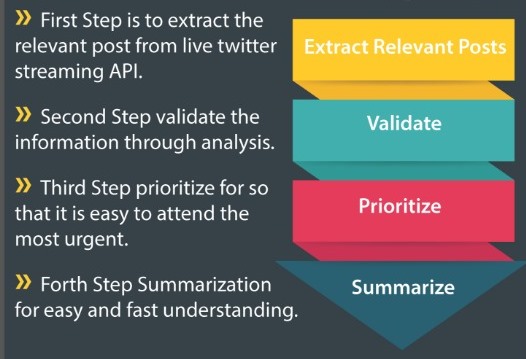 » First Step is to extract the
relevant post from live twitter
streaming API.
Extract Relevant Posts
» Second Step validate the
information through analysis.
Validate
» Third Step prioritize for so
that it is easy to attend the
most urgent.
Prioritize
» Forth Step Summarization
for easy and fast understanding.
Summarize